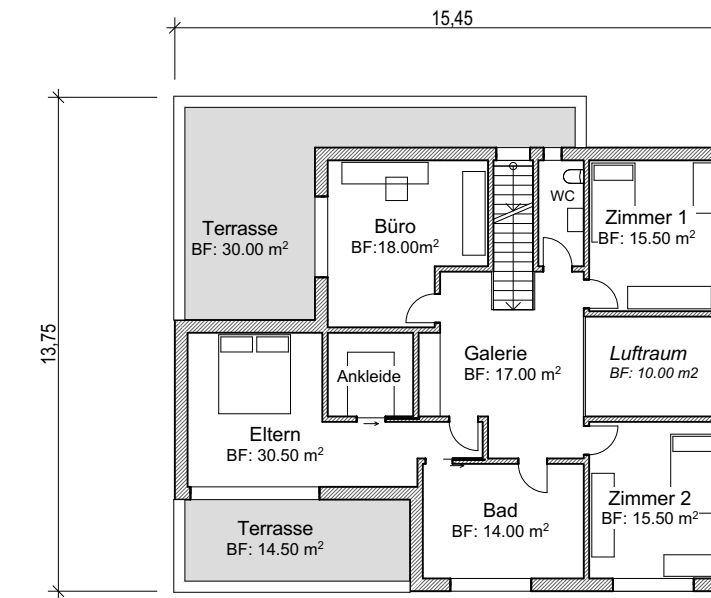 15,45
13,75
Terrasse
BF: 30.00 m²
Büro
BF:18.00m²
WC
Zimmer 1
BF: 15.50 m²
Galerie
BF: 17.00 m²
Luftraum
BF: 10.00 m2
Ankleide
Eltern
BF: 30.50 m²
Bad
BF: 14.00 m²
Zimmer 2
BF: 15.50 m²
Terrasse
BF: 14.50 m²